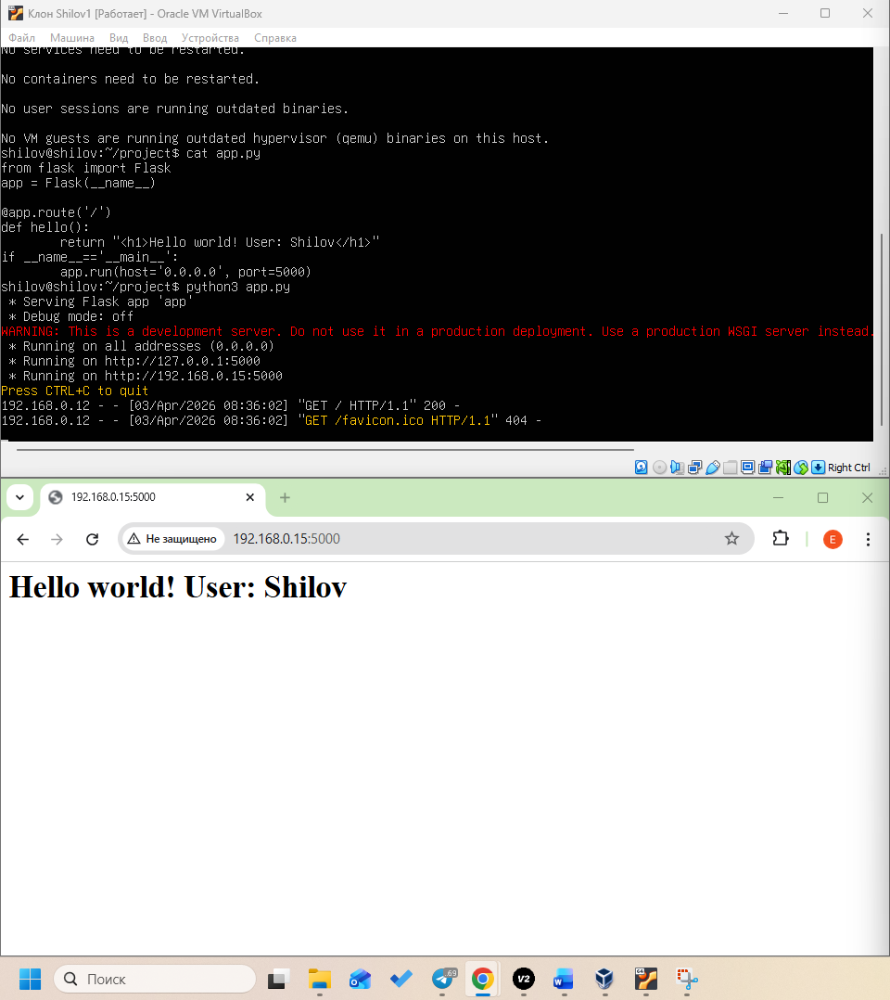 Клон Shilov1 [Работает] - Oracle VM VirtualBox
Файл Машина Вид Ввод Устройства Справка
No services need to be restarted.
No containers need to be restarted.
No user sessions are running outdated binaries.
No VM guests are running outdated hypervisor (qemu) binaries on this host.
shilov@shilov:~/project$ cat app.py
from flask import Flask
app = Flask(__name__)
@app.route('/')
def hello():
        return "<h1>Hello world! User: Shilov</h1>"
if __name__=='__main__':
        app.run(host='0.0.0.0', port=5000)
shilov@shilov:~/project$ python3 app.py
 * Serving Flask app 'app'
 * Debug mode: off
WARNING: This is a development server. Do not use it in a production deployment. Use a production WSGI server instead.
 * Running on all addresses (0.0.0.0)
 * Running on http://127.0.0.1:5000
 * Running on http://192.168.0.15:5000
Press CTRL+C to quit
192.168.0.12 - - [03/Apr/2026 08:36:02] "GET / HTTP/1.1" 200 -
192.168.0.12 - - [03/Apr/2026 08:36:02] "GET /favicon.ico HTTP/1.1" 404 -
Right Ctrl
192.168.0.15:5000
Не защищено 192.168.0.15:5000 E
Hello world! User: Shilov
Поиск .69 V2